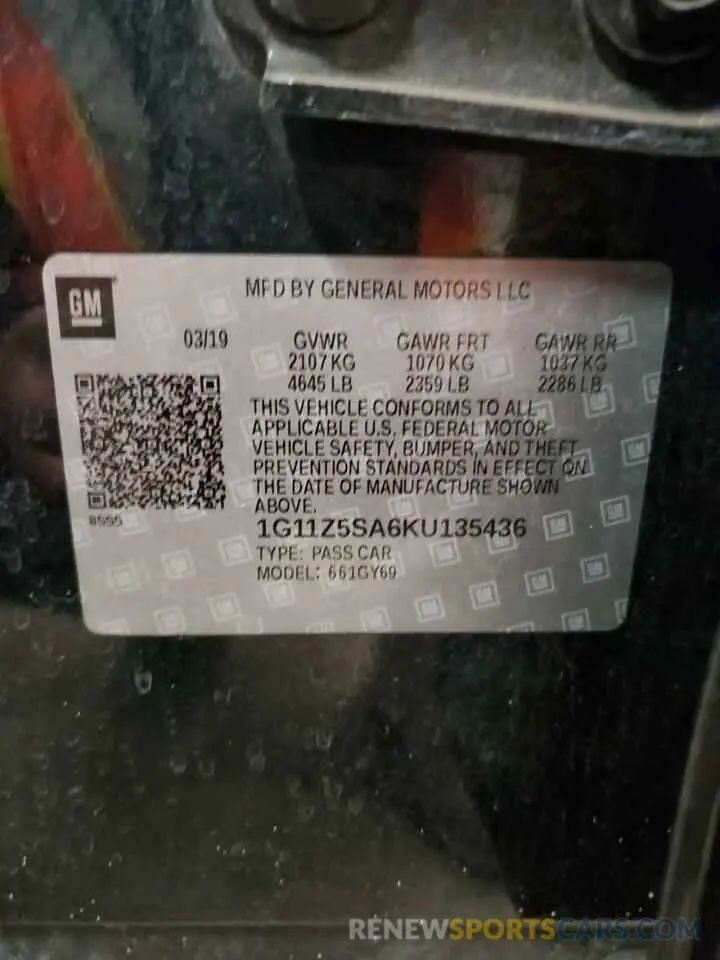 GM
MFD BY GENERAL MOTORS LLC
03/19 GVWR GAWR FRT GAWR RR
2107 KG 1070 KG 1037 KG
4645 LB 2359 LB 2286 LB
THIS VEHICLE CONFORMS TO ALL
APPLICABLE U.S. FEDERAL MOTOR
VEHICLE SAFETY, BUMPER, AND THEFT
PREVENTION STANDARDS IN EFFECT ON
THE DATE OF MANUFACTURE SHOWN
ABOVE.
1G11Z5SA6KU135436
TYPE: PASS CAR
MODEL: 661GY69
RENEWSPORTSCARS.COM